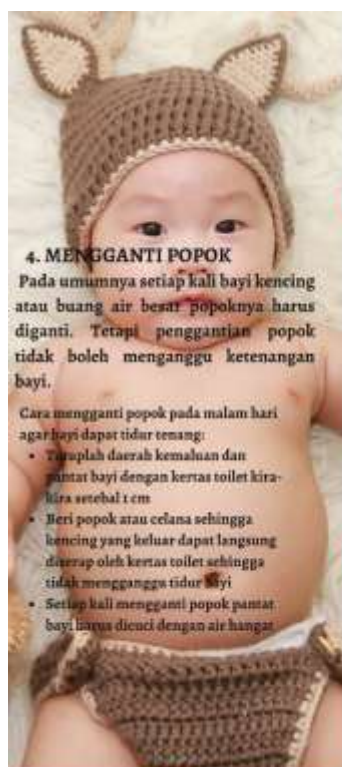 4. MENGGANTI POPOK
Pada umumnya setiap kali bayi kencing
atau buang air besar popoknya harus
diganti. Tetapi penggantian popok
tidak boleh menganggu ketenangan
bayi.
Cara mengganti popok pada malam hari
agar bayi dapat tidur tenang:
• Tutuplah daerah kemaluan dan
pantat bayi dengan kertas toilet kira-
kira setebal 1 cm
• Beri popok atau celana sehingga
kencing yang keluar dapat langsung
diserap oleh kertas toilet sehingga
tidak mengganggu tidur bayi
• Setiap kali mengganti popok pantat
bayi harus dicuci dengan air hangat